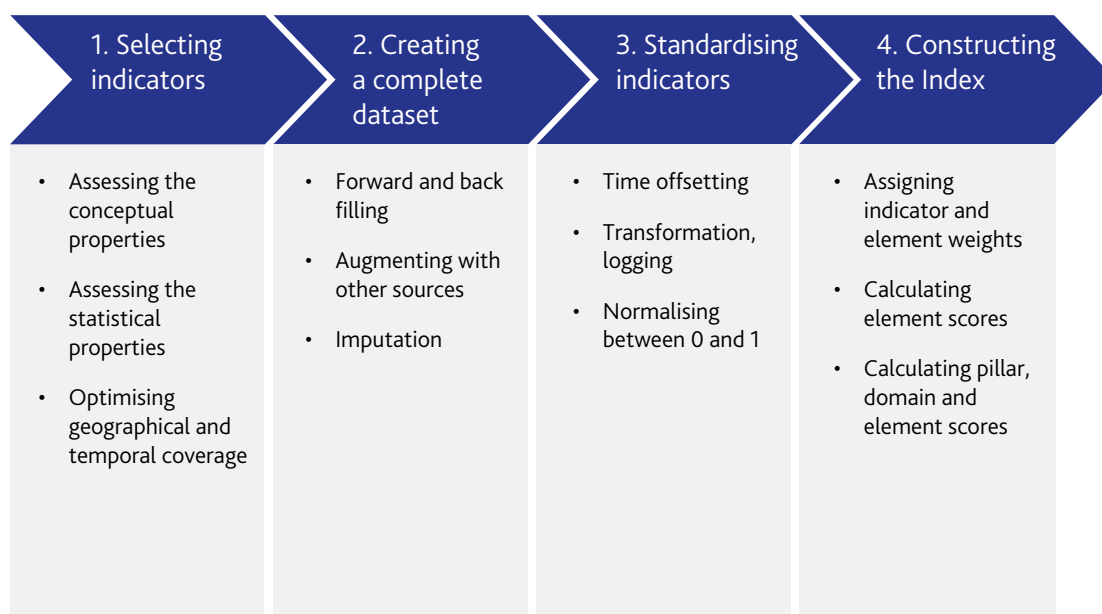 1. Selecting
indicators
2. Creating
a complete
dataset
3. Standardising
indicators
4. Constructing
the Index
• Assessing the
conceptual
properties
• Assessing the
statistical
properties
• Optimising
geographical and
temporal coverage
• Forward and back
filling
• Augmenting with
other sources
• Imputation
• Time offsetting
• Transformation,
logging
• Normalising
between 0 and 1
• Assigning
indicator and
element weights
• Calculating
element scores
• Calculating pillar,
domain and
element scores